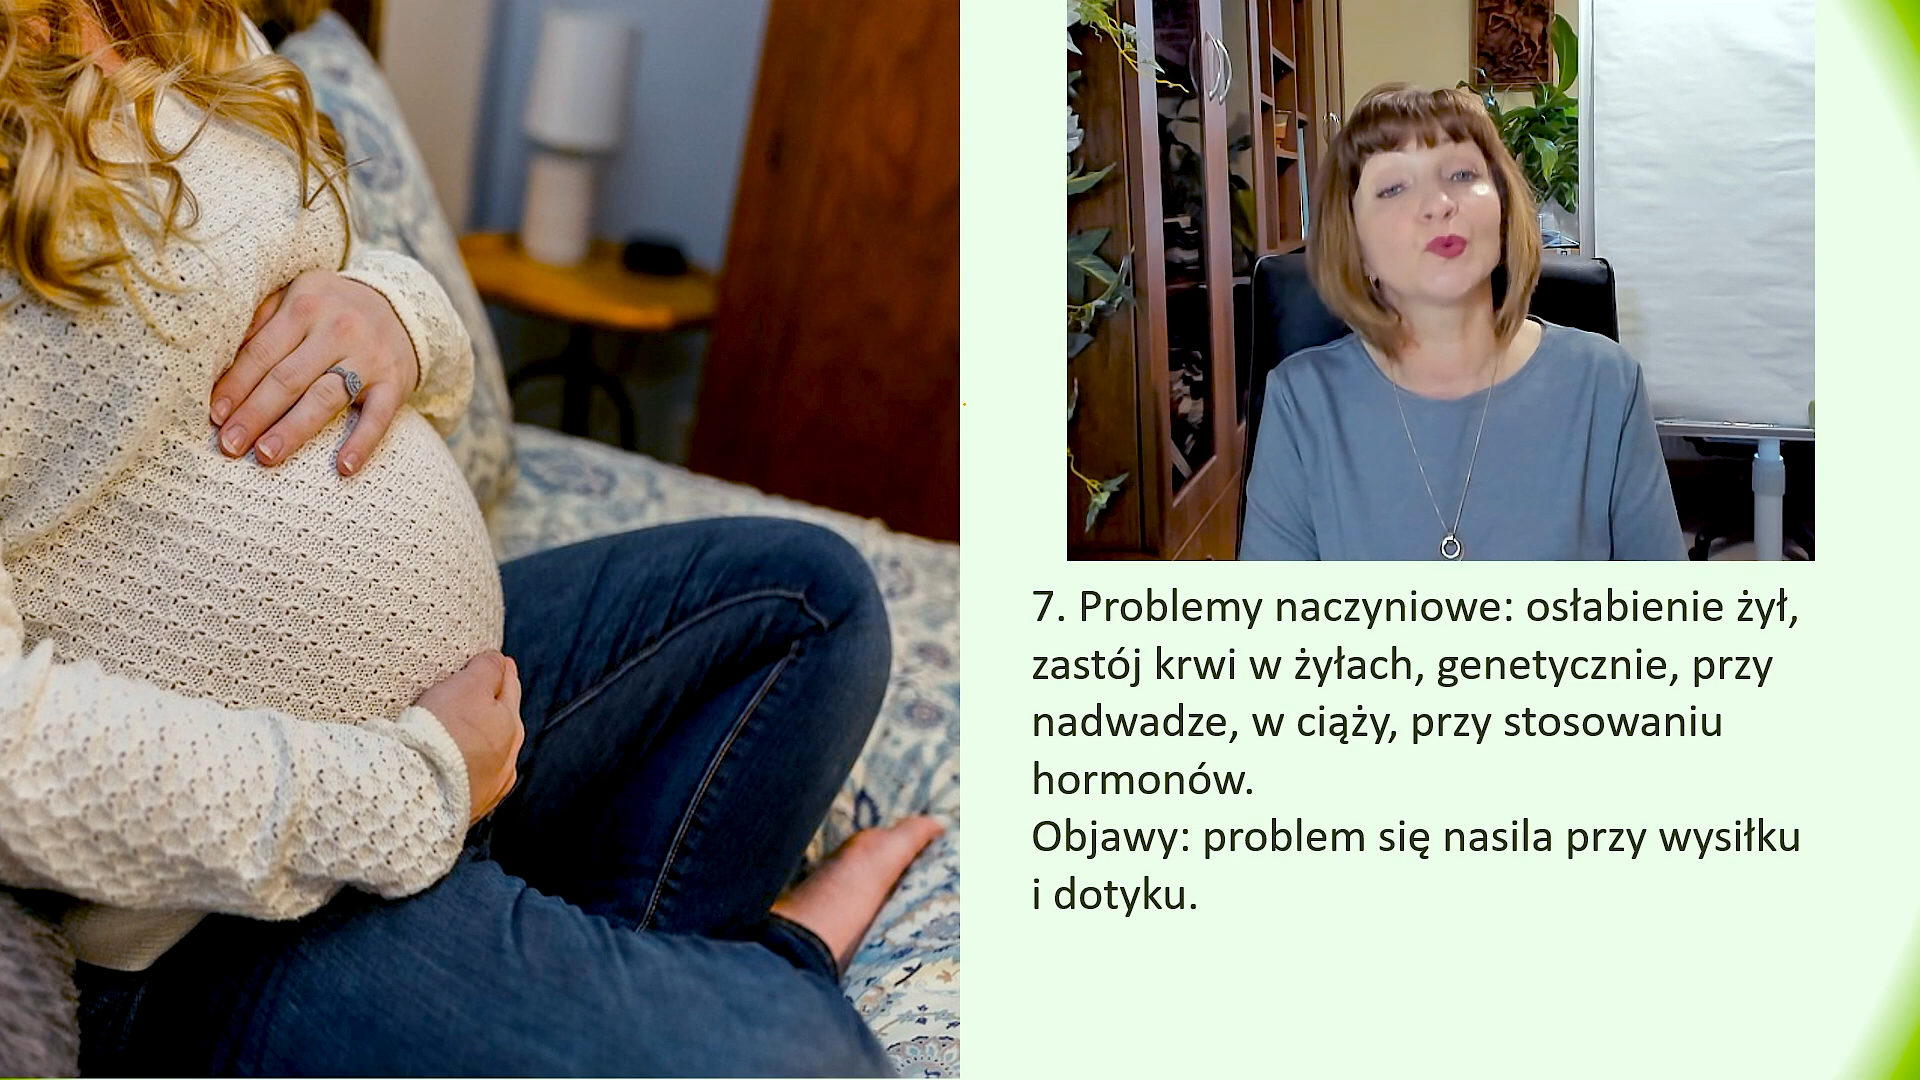 7. Problemy naczyniowe: osłabienie żył,
zastój krwi w żyłach, genetycznie, przy
nadwadze, w ciąży, przy stosowaniu
hormonów.
Objawy: problem się nasila przy wysiłku
i dotyku.